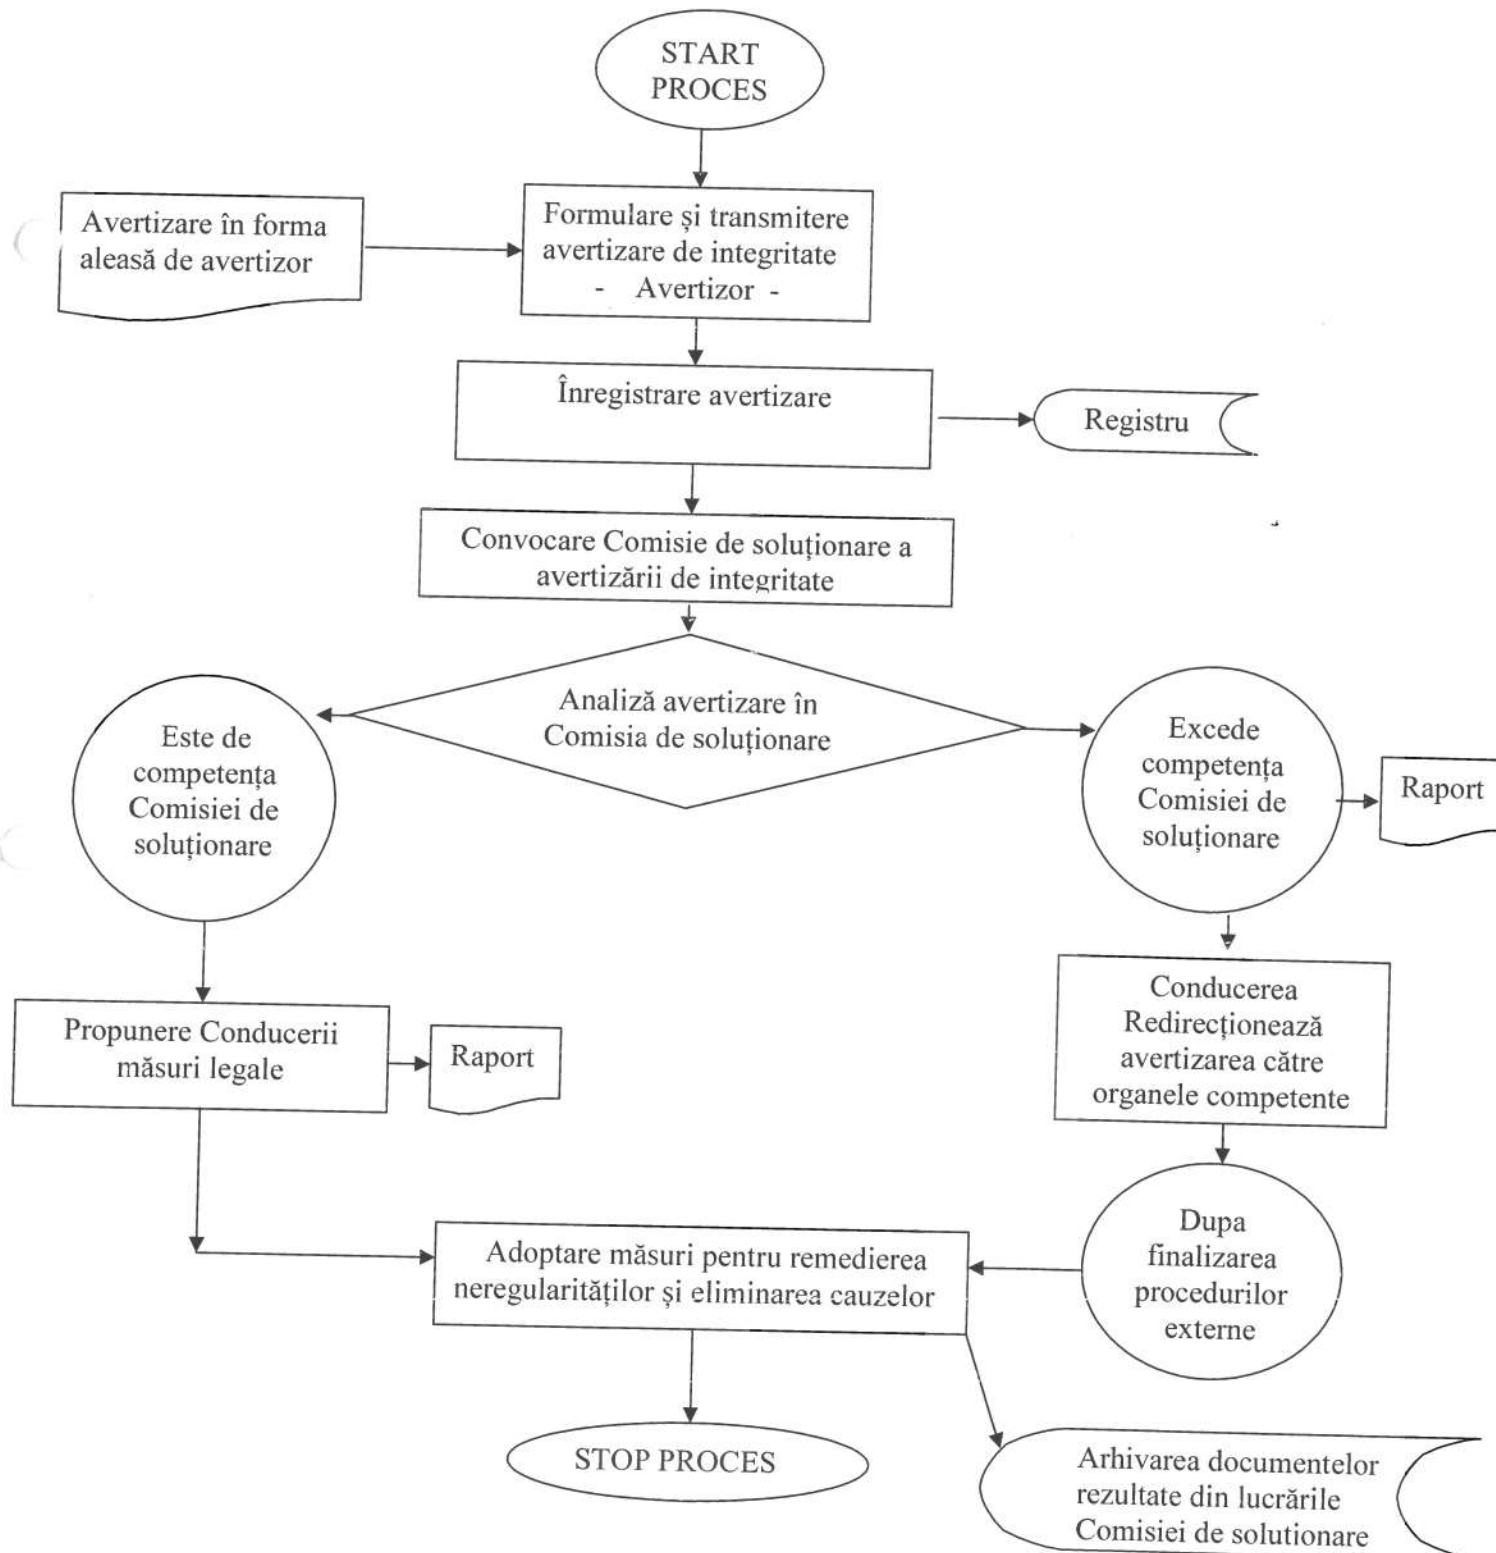 START
PROCES
Avertizare în forma
aleasă de avertizor
Formulare și transmitere
avertizare de integritate
- Avertizor -
Înregistrare avertizare
Registru
Convocare Comisie de soluționare a
avertizării de integritate
Analiză avertizare în
Comisia de soluționare
Este de
competența
Comisiei de
soluționare
Excede
competența
Comisiei de
soluționare
Raport
Propunere Conducerii
măsuri legale
Raport
Conducerea
Redirecționează
avertizarea către
organele competente
Adoptare măsuri pentru remedierea
neregularităților și eliminarea cauzelor
Dupa
finalizarea
procedurilor
externe
STOP PROCES
Arhivarea documentelor
rezultate din lucrările
Comisiei de solutionare